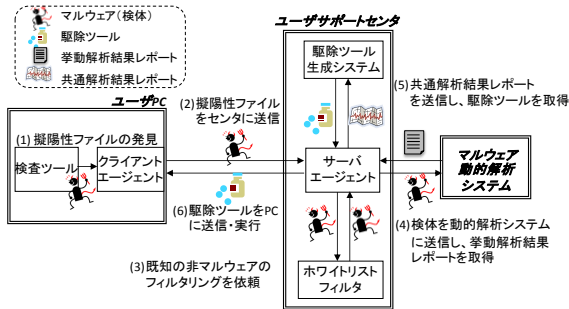 マルウェア（検体）
駆除ツール
挙動解析結果レポート
共通解析結果レポート
ユーザサポートセンタ
駆除ツール
生成システム
(5)共通解析結果レポート
を送信し、駆除ツールを取得
ユーザPC
(1) 擬陽性ファイルの発見
検査ツール
クライアント
エージェント
(2)擬陽性ファイル
をセンタに送信
サーバ
エージェント
マルウェア
動的解析
システム
(6)駆除ツールをPC
に送信・実行
(4)検体を動的解析システム
に送信し、挙動解析結果
レポートを取得
(3)既知の非マルウェアの
フィルタリングを依頼
ホワイトリスト
フィルタ